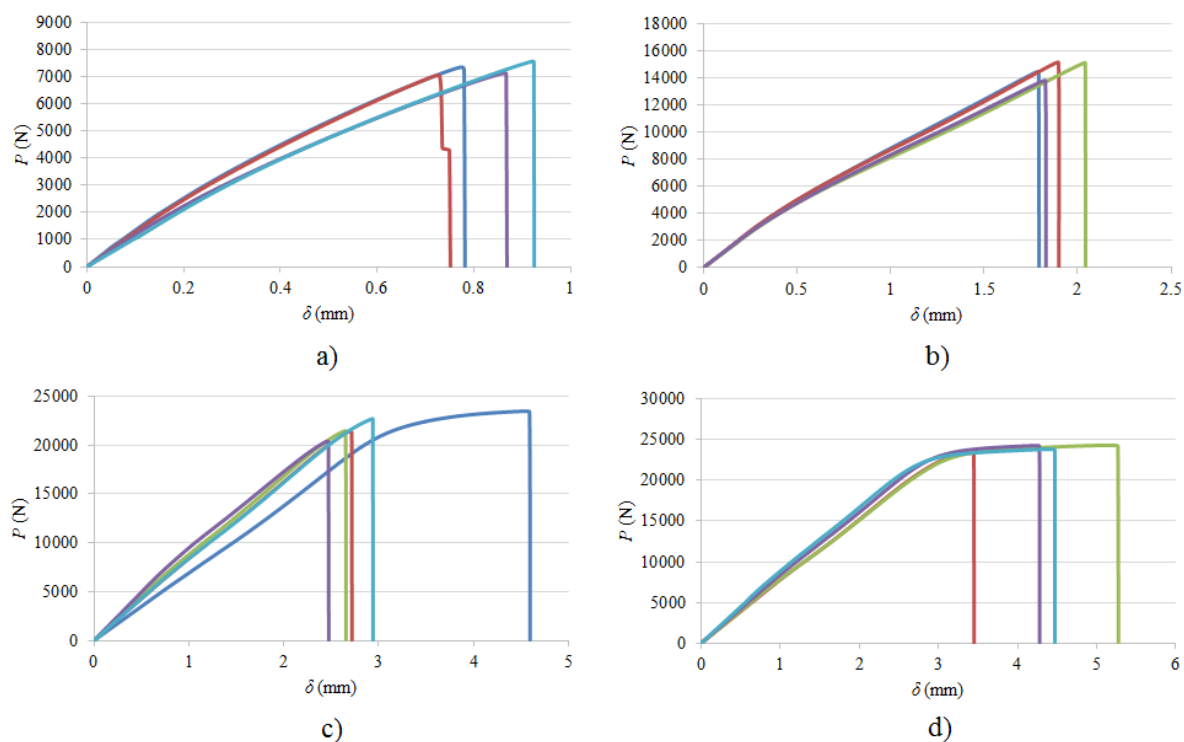 9000
8000
7000
6000
5000
4000
3000
2000
1000
0
P (N)
0 0.2 0.4 0.6 0.8 1
δ (mm)
a)
18000
16000
14000
12000
10000
8000
6000
4000
2000
0
P (N)
0 0.5 1 1.5 2 2.5
δ (mm)
b)
25000
20000
15000
10000
5000
0
P (N)
0 1 2 3 4 5
δ (mm)
c)
30000
25000
20000
15000
10000
5000
0
P (N)
0 1 2 3 4 5 6
δ (mm)
d)